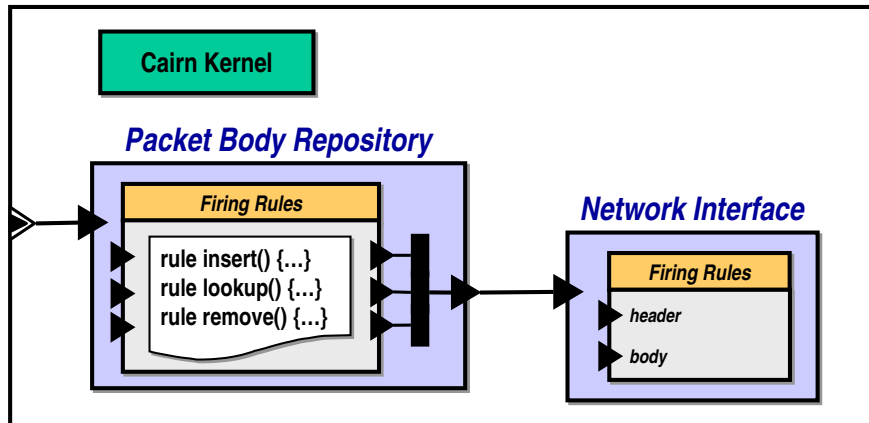 Cairn Kernel
Packet Body Repository
Firing Rules
rule insert() {...}
rule lookup() {...}
rule remove() {...}
Network Interface
Firing Rules
header
body